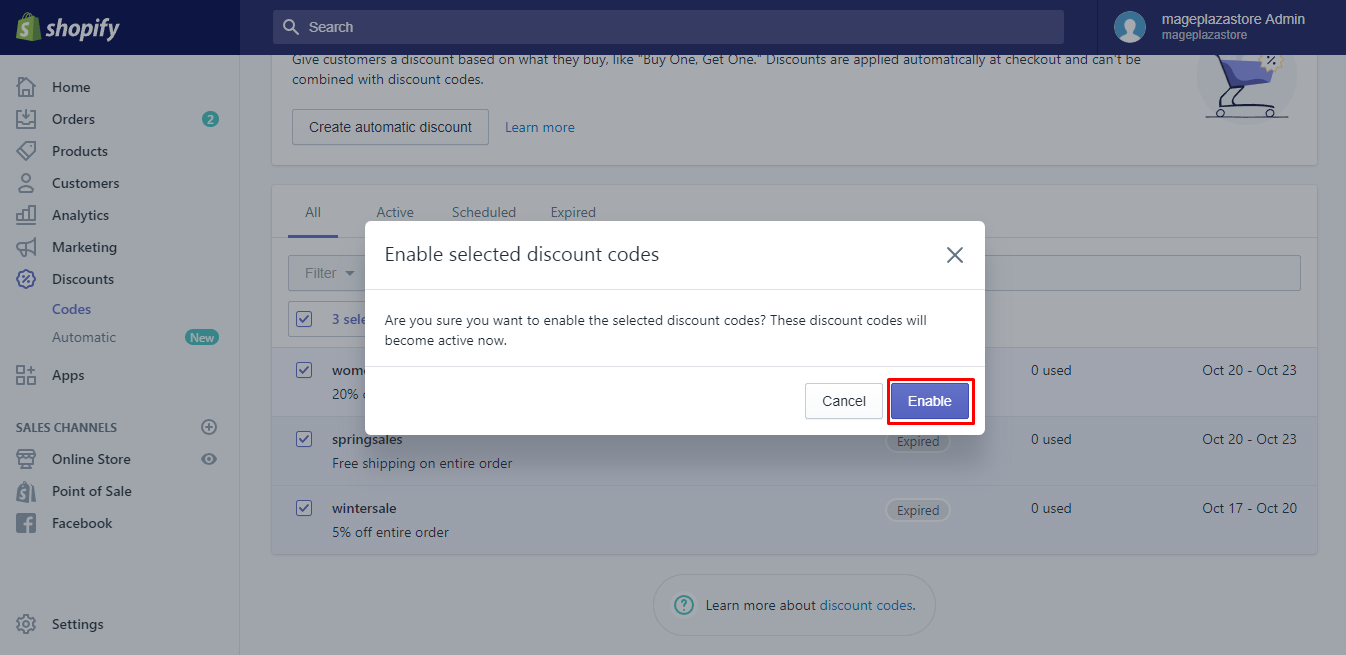 shopify
Search
mageplazastore Admin
mageplazastore
Home
Orders 2
Products
Customers
Analytics
Marketing
Discounts
Codes
Automatic New
Apps
SALES CHANNELS
Online Store
Point of Sale
Facebook
Settings
Give customers a discount based on what they buy, like "Buy One, Get One." Discounts are applied automatically at checkout and can't be
combined with discount codes.
Create automatic discount Learn more
All Active Scheduled Expired
Filter
Enable selected discount codes
Are you sure you want to enable the selected discount codes? These discount codes will
become active now.
Cancel Enable
3
0 used Oct 20 - Oct 23
20%
springsales Expired 0 used Oct 20 - Oct 23
Free shipping on entire order
wintersale Expired 0 used Oct 17 - Oct 20
5% off entire order
Learn more about discount codes.